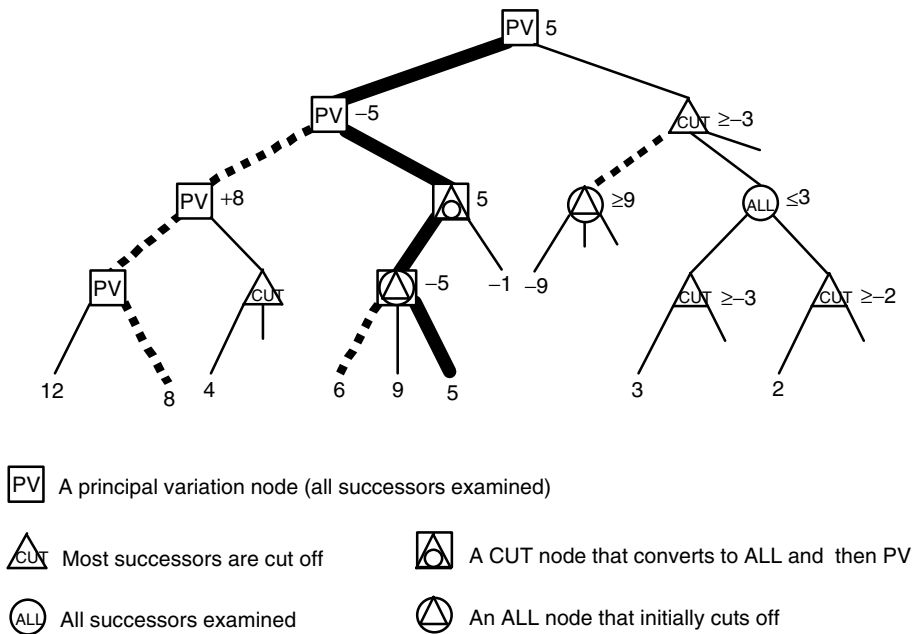 PV 5
PV −5
CUT ≥−3
PV +8
5
≥9
ALL ≤3
PV
CUT
−5
−1
−9
CUT ≥−3
CUT ≥−2
12
8
4
6
9
5
3
2
PV A principal variation node (all successors examined)
CUT Most successors are cut off
A CUT node that converts to ALL and then PV
ALL All successors examined
An ALL node that initially cuts off